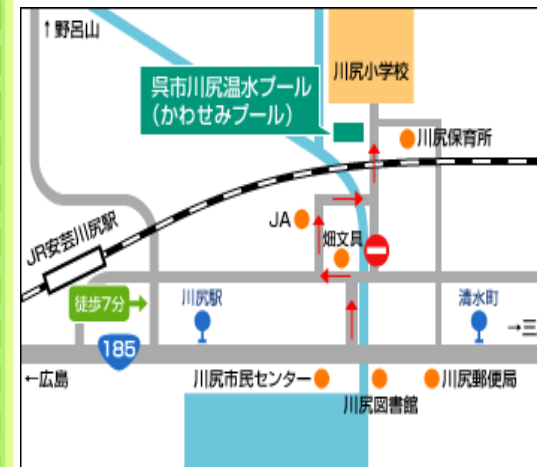 ↑野呂山
川尻小学校
呉市川尻温水プール
（かわせみプール）
川尻保育所
JA
畑文具
JR安芸川尻駅
徒歩7分→
川尻駅
清水町
→三
185
←広島
川尻市民センター
川尻図書館
川尻郵便局